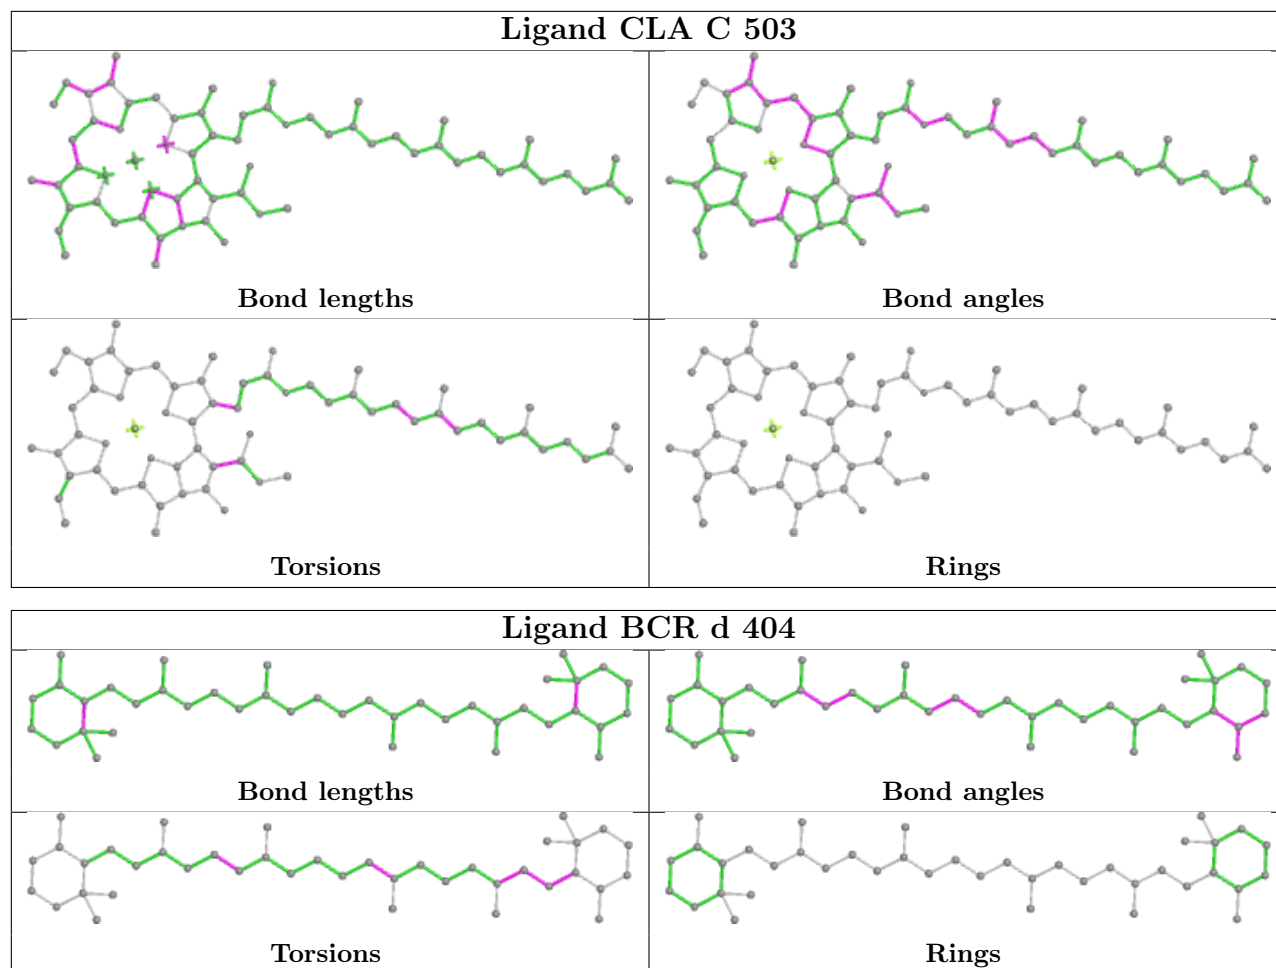 Ligand CLA C 503
Bond lengths
Bond angles
Torsions
Rings
Ligand BCR d 404
Bond lengths
Bond angles
Torsions
Rings